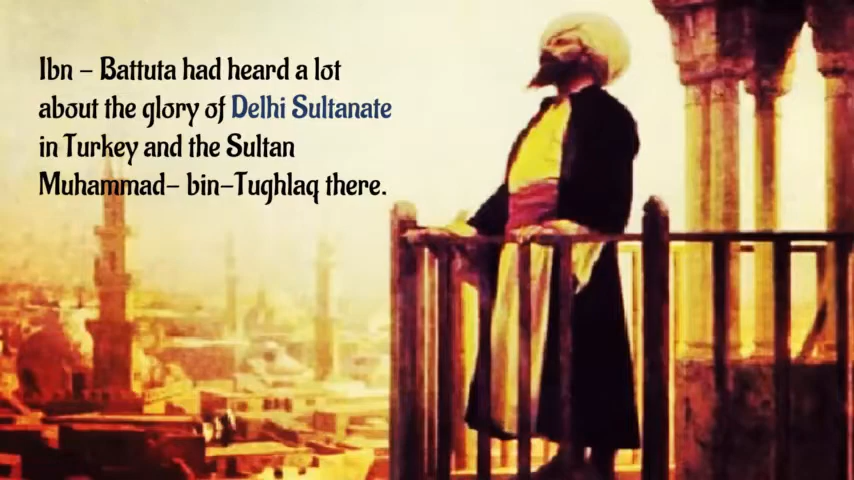 Ibn - Battuta had heard a lot
about the glory of Delhi Sultanate
in Turkey and the Sultan
Muhammad- bin-Tughlaq there.